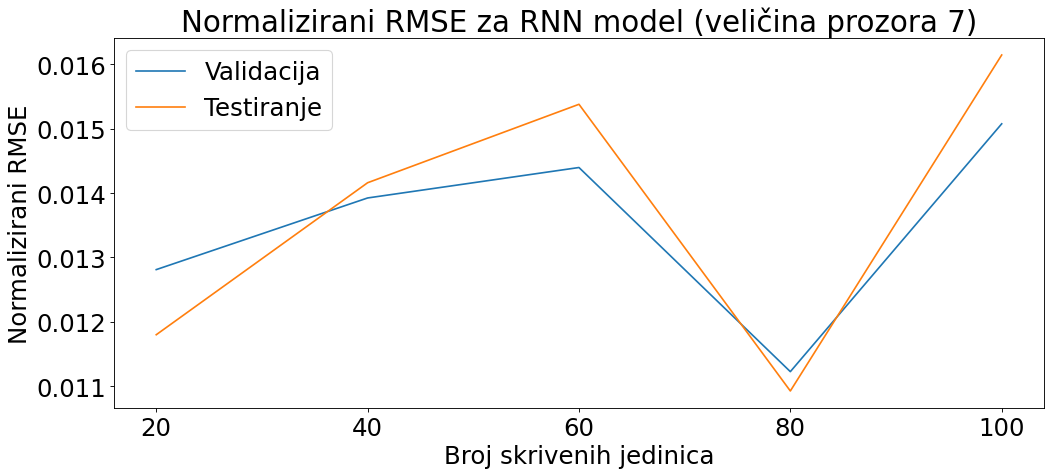 Normalizirani RMSE za RNN model (veličina prozora 7)
Validacija
Testiranje
Normalizirani RMSE
0.016
0.015
0.014
0.013
0.012
0.011
20 40 60 80 100
Broj skrivenih jedinica